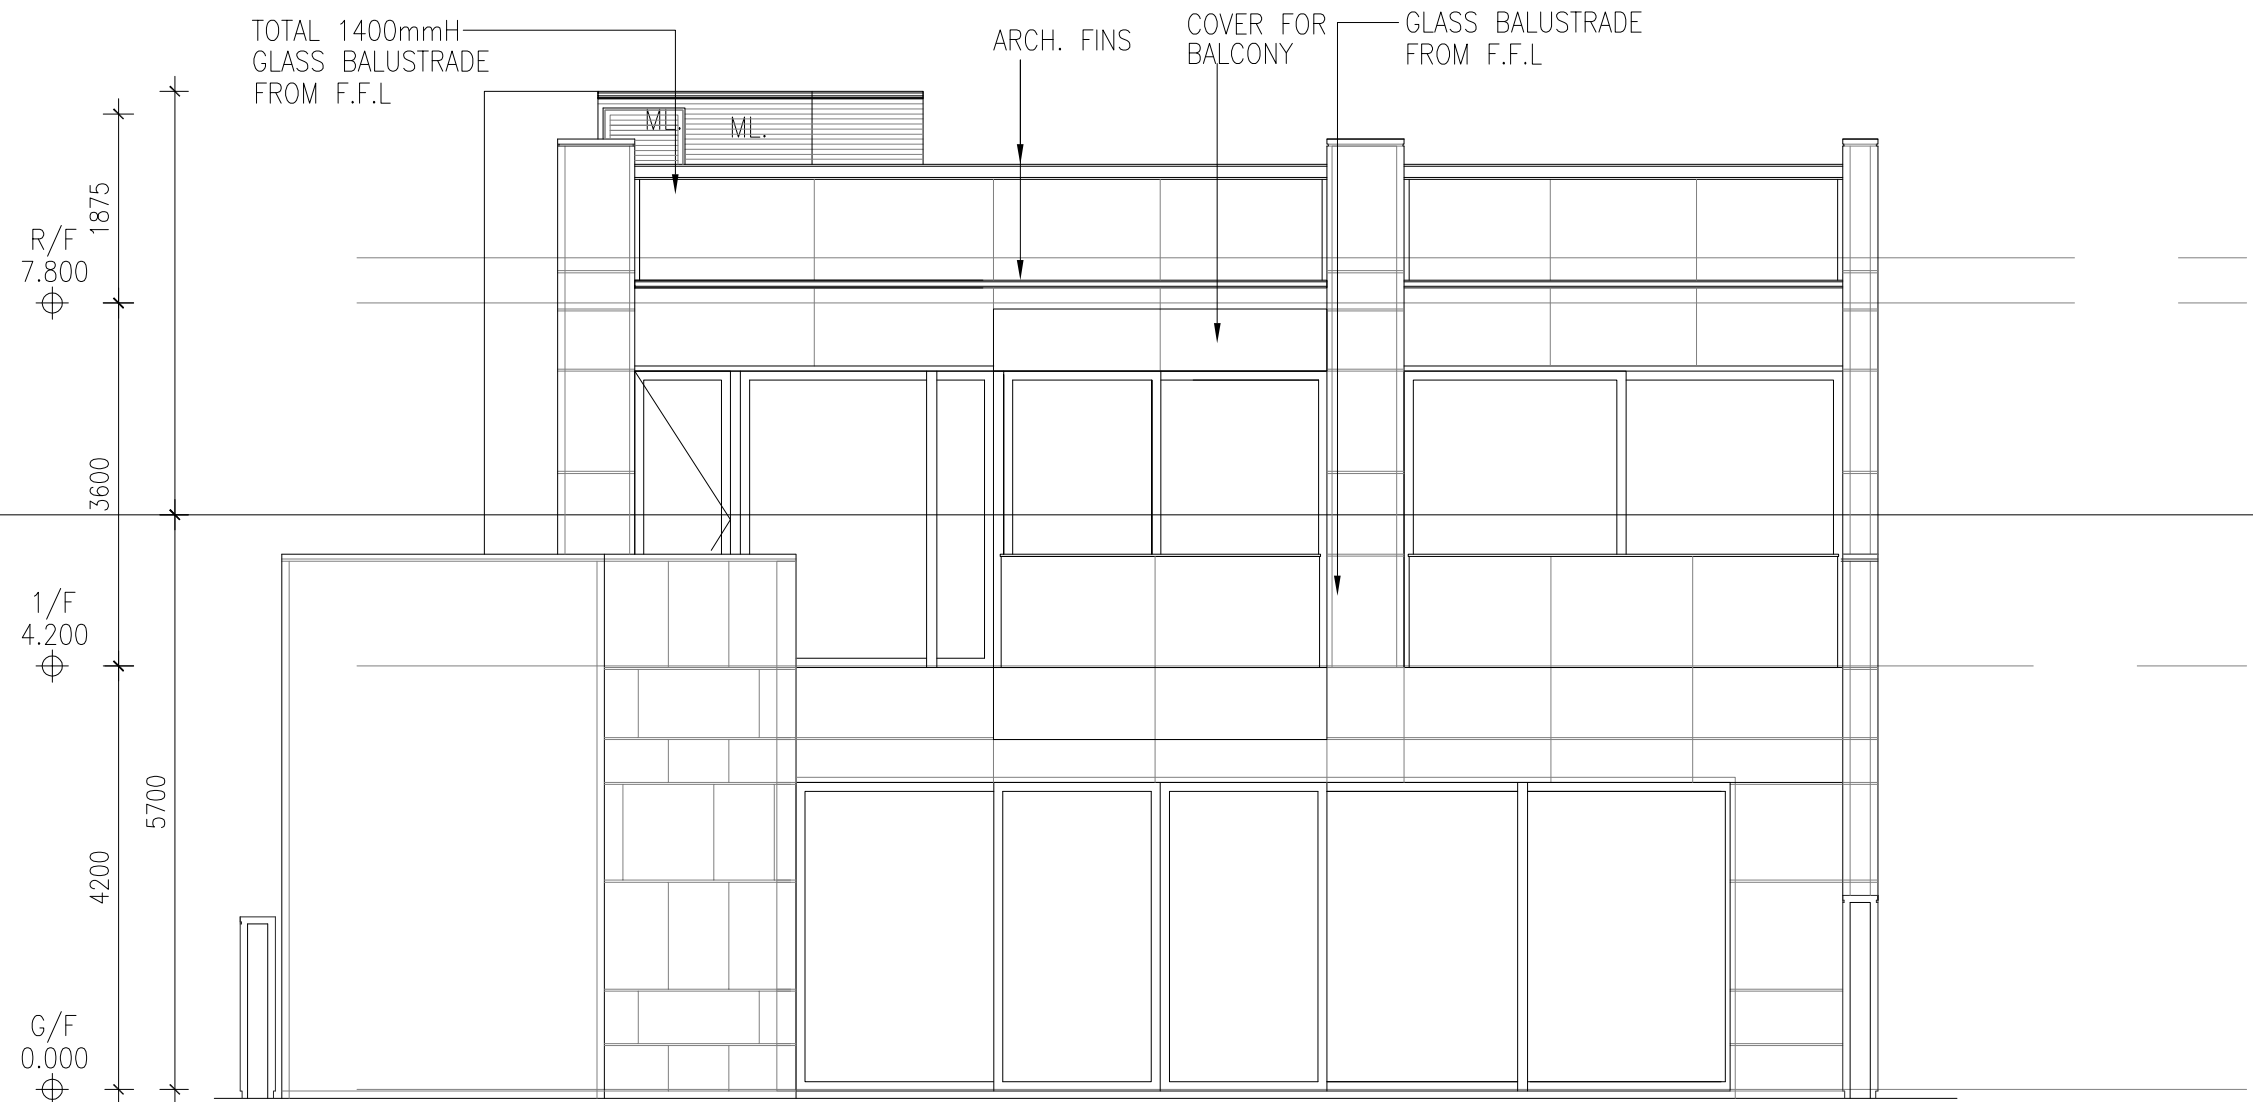 TOTAL 1400mmH
GLASS BALUSTRADE
FROM F.F.L
ARCH. FINS
COVER FOR
BALCONY
GLASS BALUSTRADE
FROM F.F.L
ML.
ML.
1875
R/F
7.800
3600
1/F
4.200
5700
4200
G/F
0.000